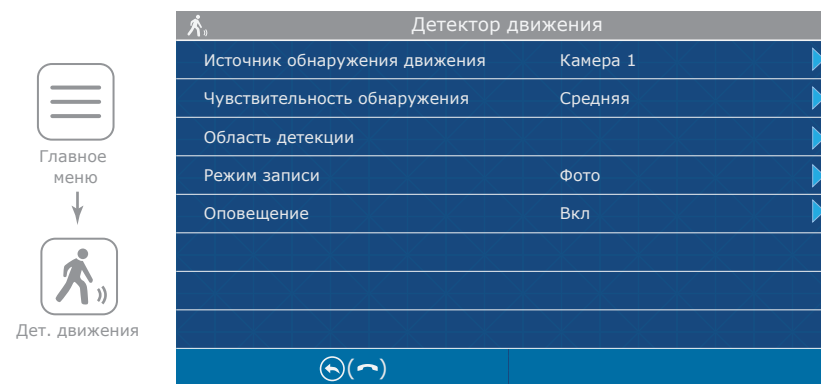 Главное
меню
Дет. движения
Детектор движения
Источник обнаружения движения Камера 1
Чувствительность обнаружения Средняя
Область детекции
Режим записи Фото
Оповещение Вкл